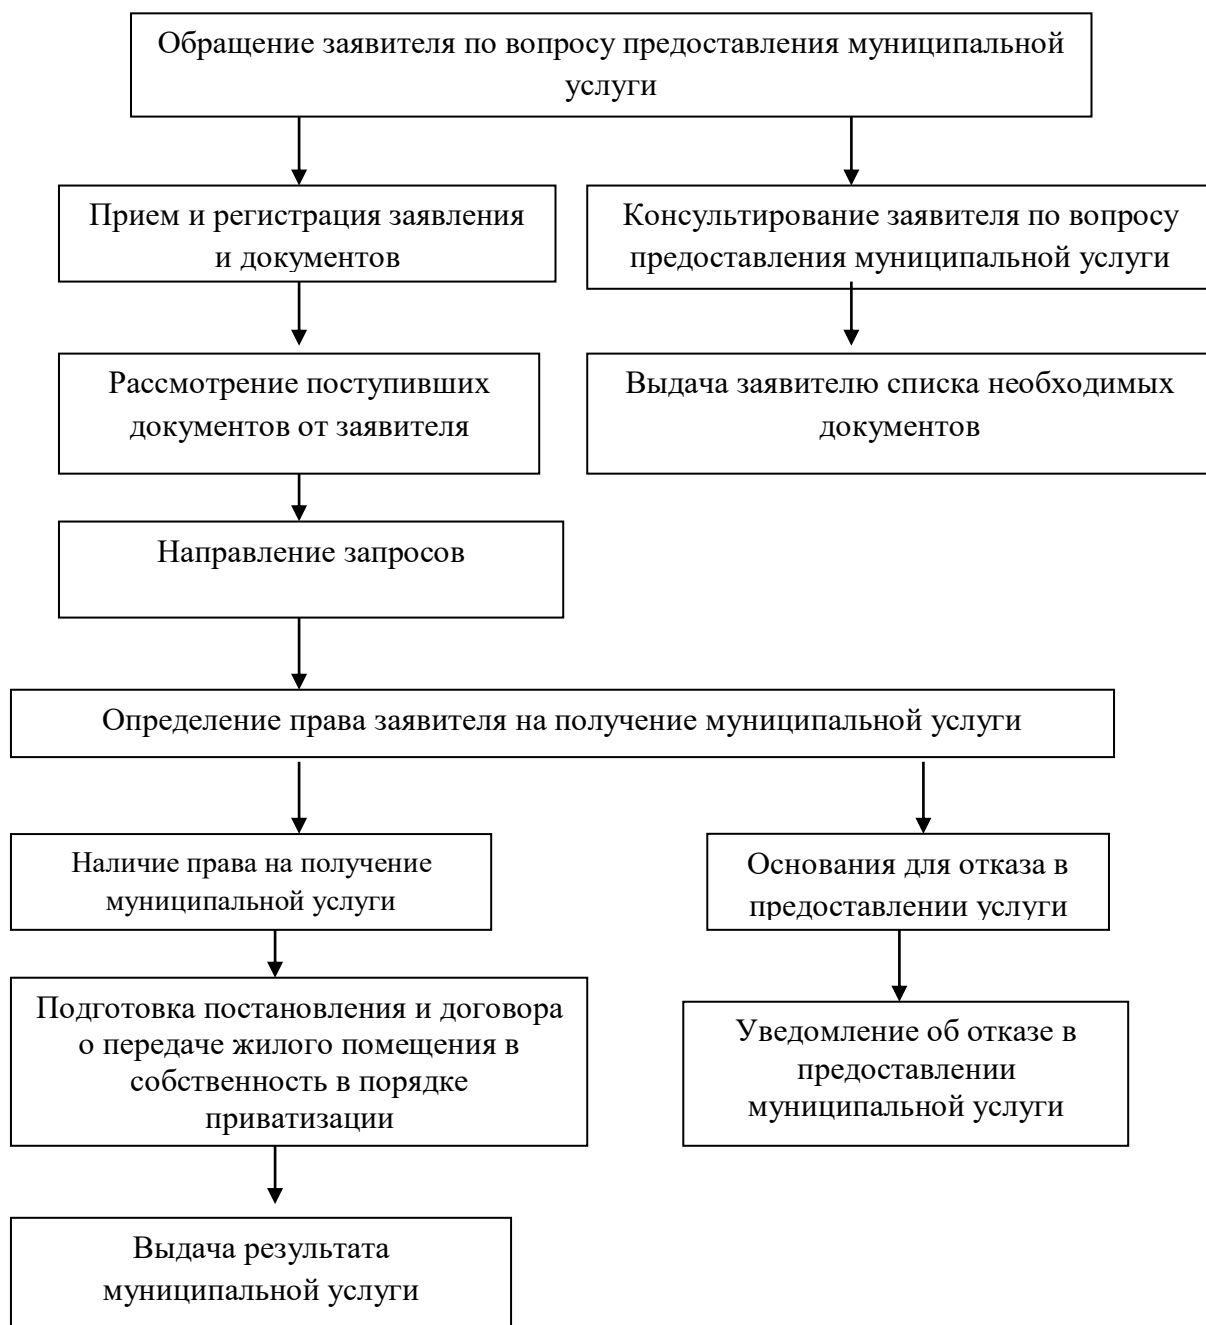 Обращение заявителя по вопросу предоставления муниципальной
услуги
Прием и регистрация заявления
и документов
Консультирование заявителя по вопросу
предоставления муниципальной услуги
Рассмотрение поступивших
документов от заявителя
Выдача заявителю списка необходимых
документов
Направление запросов
Определение права заявителя на получение муниципальной услуги
Наличие права на получение
муниципальной услуги
Основания для отказа в
предоставлении услуги
Подготовка постановления и договора
о передаче жилого помещения в
собственность в порядке
приватизации
Уведомление об отказе в
предоставлении
муниципальной услуги
Выдача результата
муниципальной услуги